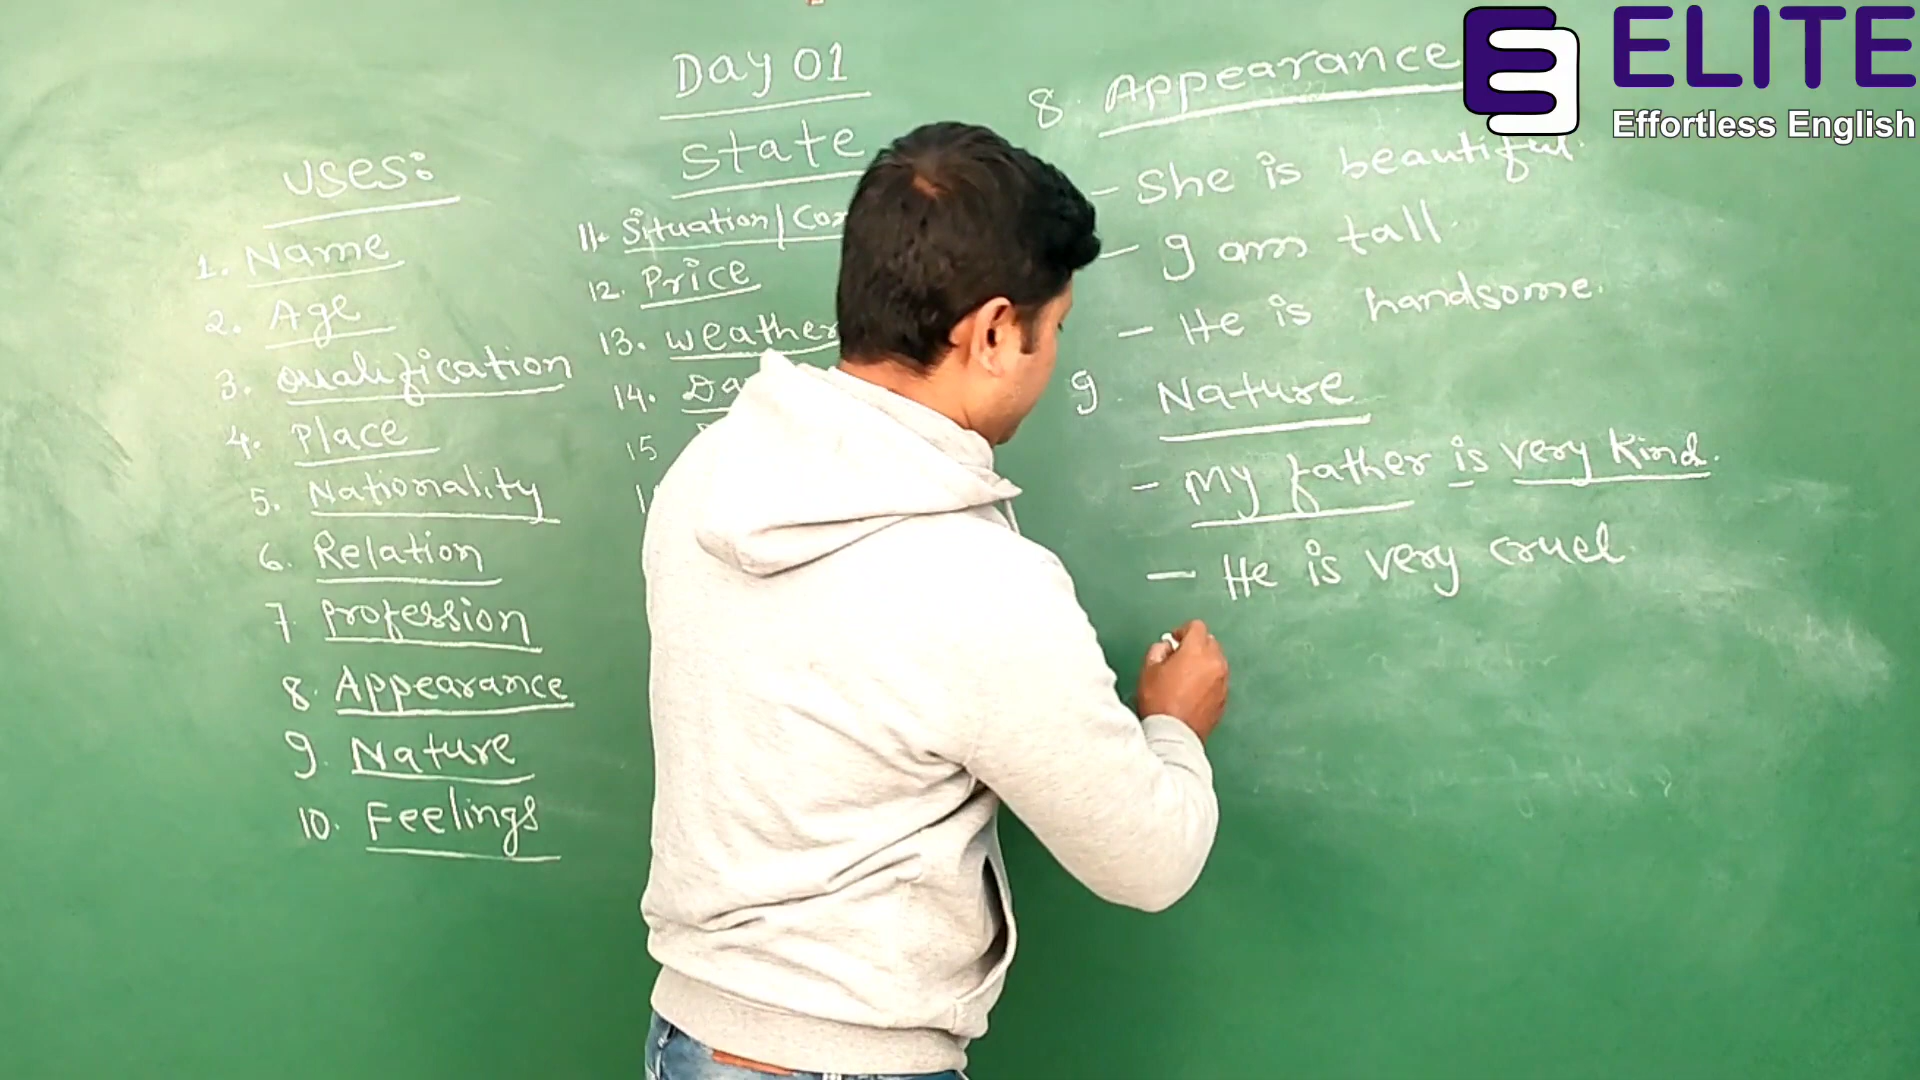 Day 01
State
Uses:
1. Name
2. Age
3. Qualification
4. Place
5. Nationality
6. Relation
7. Profession
8. Appearance
9. Nature
10. Feelings
11. Situation/
12. Price
13. Weather
14.
15
8. Appearance
- She is beautiful.
- I am tall.
- He is handsome.
9. Nature
- My father is very kind.
- He is very cruel.
ELITE
Effortless English